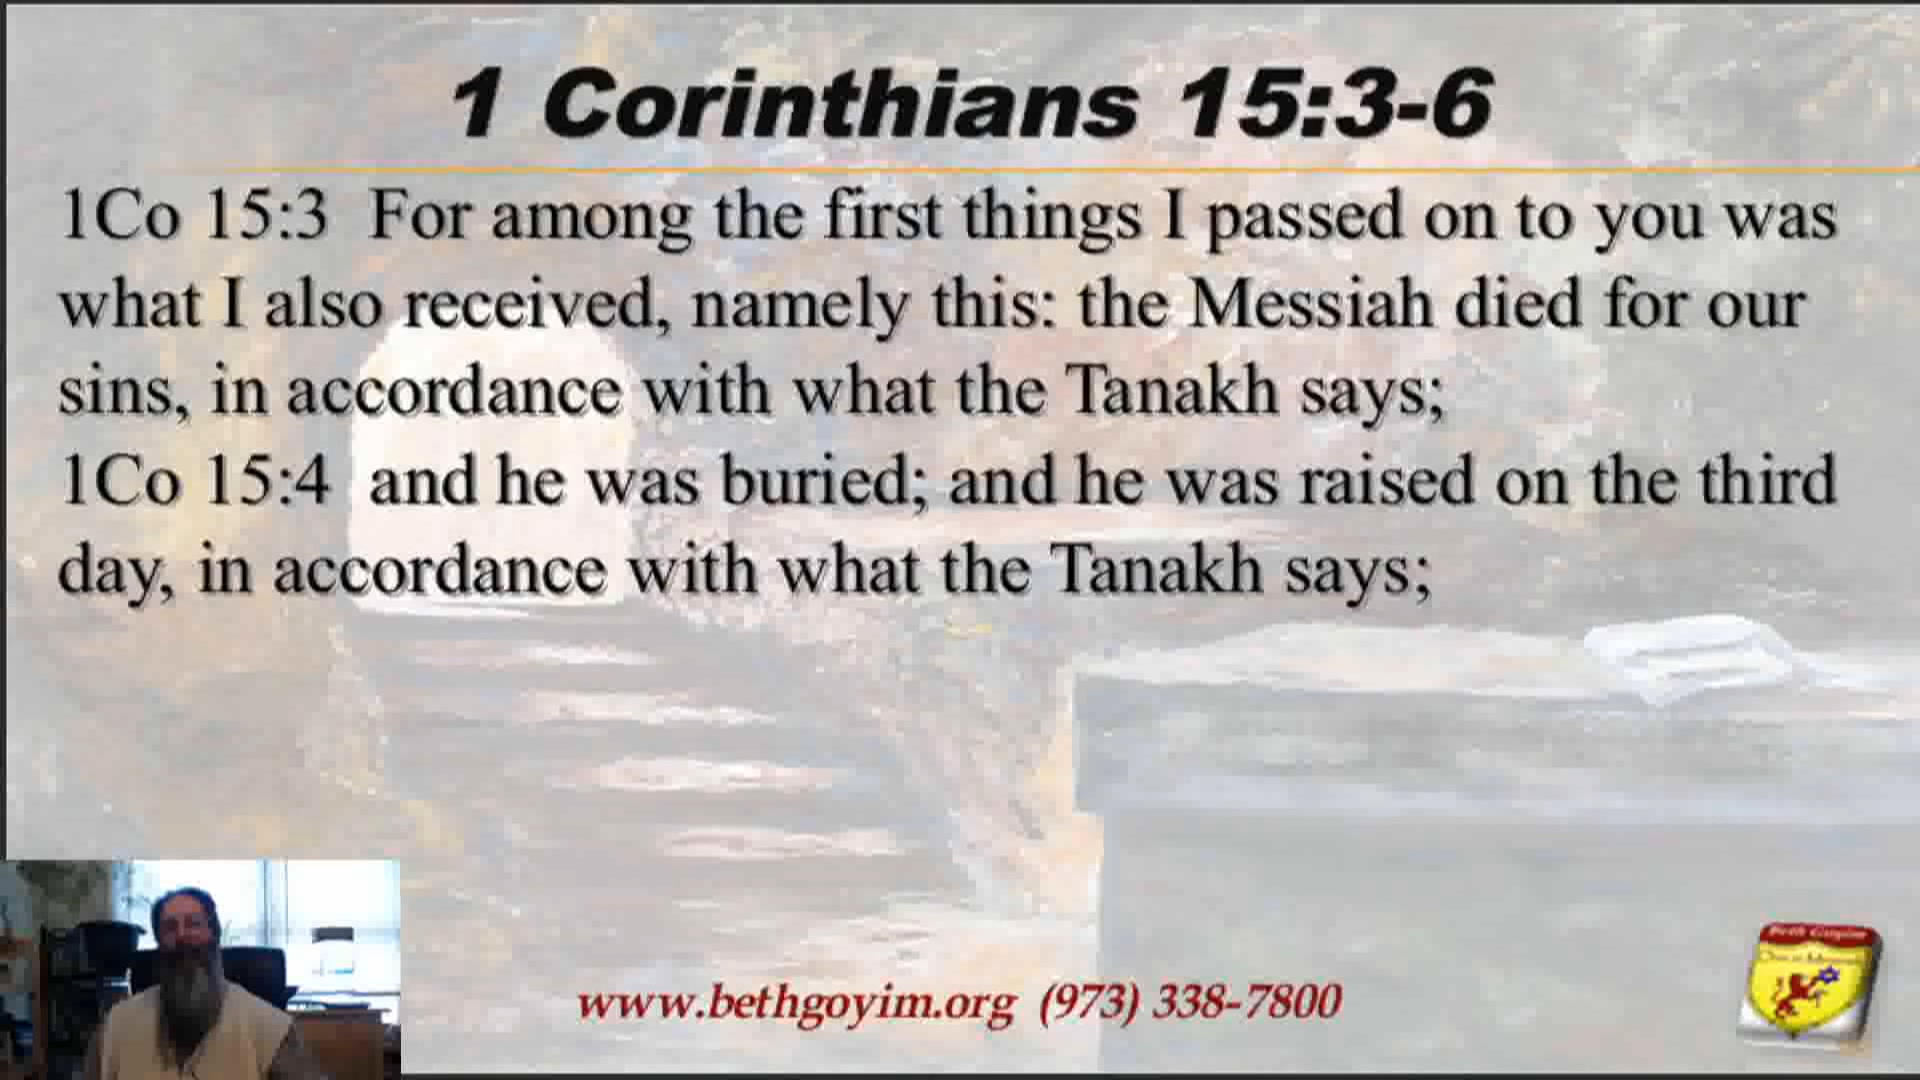 1 Corinthians 15:3-6
1Co 15:3 For among the first things I passed on to you was
what I also received, namely this: the Messiah died for our
sins, in accordance with what the Tanakh says;
1Co 15:4 and he was buried; and he was raised on the third
day, in accordance with what the Tanakh says;
www.bethgoyim.org (973) 338-7800
Beth Goyim